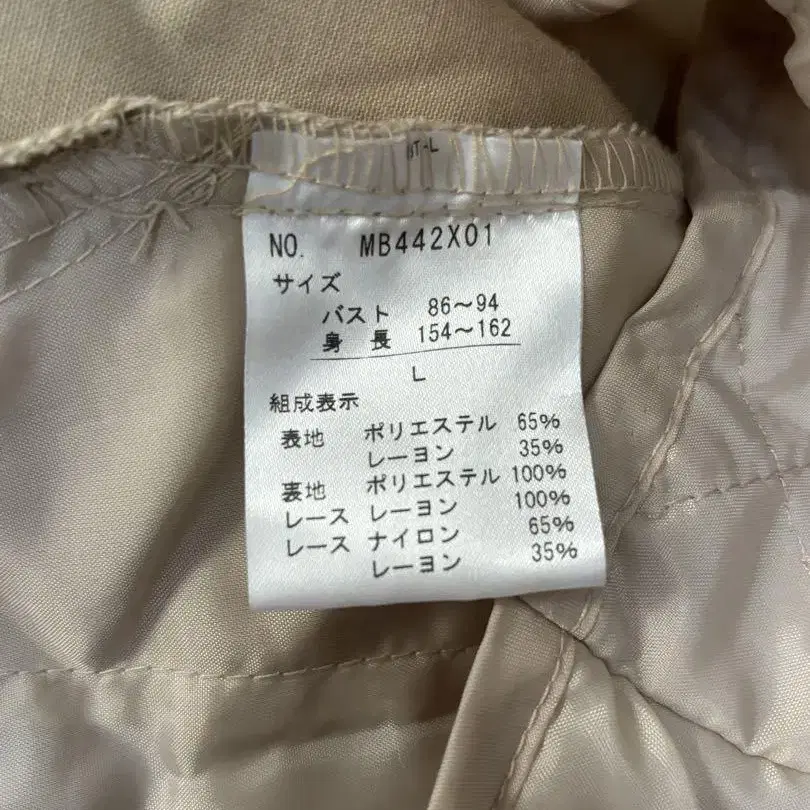 NO. MB442X01
サイズ
バスト 86～94
身長 154～162
L
組成表示
表地 ポリエステル 65%
レーヨン 35%
裏地 ポリエステル 100%
レース レーヨン 100%
レース ナイロン 65%
レーヨン 35%